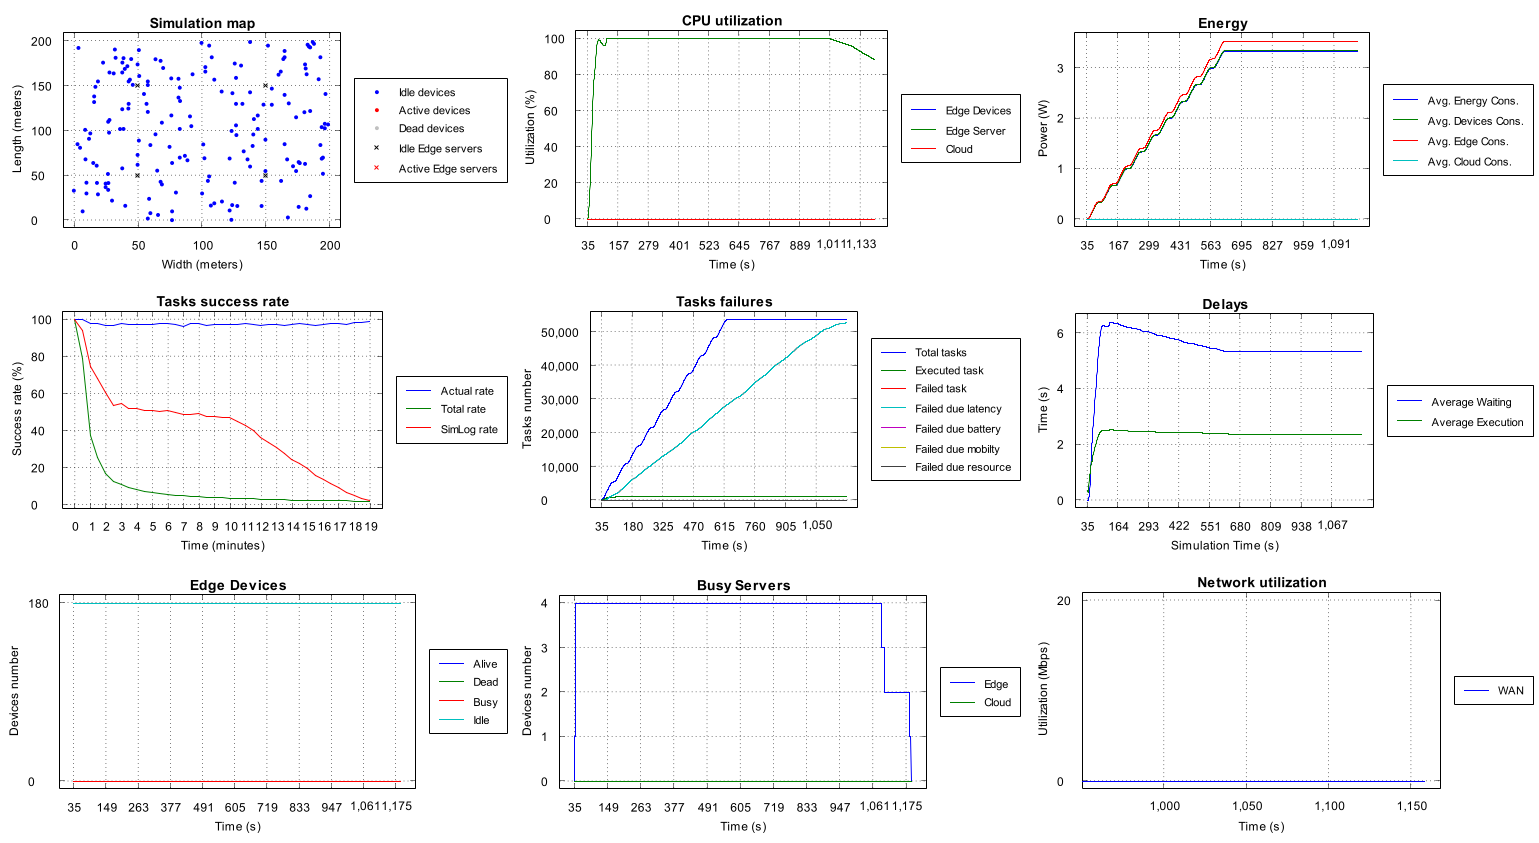 Simulation map
200
150
100
50
0
0 50 100 150 200
Length (meters)
Width (meters)
Idle devices
Active devices
Dead devices
Idle Edge servers
Active Edge servers
CPU utilization
100
80
60
40
20
0
35 157 279 401 523 645 767 889 1,011 1,133
Utilization (%)
Time (s)
Edge Devices
Edge Server
Cloud
Energy
3
2
1
0
35 167 299 431 563 695 827 959 1,091
Power (W)
Time (s)
Avg. Energy Cons.
Avg. Devices Cons.
Avg. Edge Cons.
Avg. Cloud Cons.
Tasks success rate
100
80
60
40
20
0
0 1 2 3 4 5 6 7 8 9 10 11 12 13 14 15 16 17 18 19
Success rate (%)
Time (minutes)
Actual rate
Total rate
SimLog rate
Tasks failures
50,000
40,000
30,000
20,000
10,000
0
35 180 325 470 615 760 905 1,050
Tasks number
Time (s)
Total tasks
Executed task
Failed task
Failed due latency
Failed due battery
Failed due mobilty
Failed due resource
Delays
6
4
2
0
35 164 293 422 551 680 809 938 1,067
Time (s)
Simulation Time (s)
Average Waiting
Average Execution
Edge Devices
180
0
35 149 263 377 491 605 719 833 947 1,061 1,175
Devices number
Time (s)
Alive
Dead
Busy
Idle
Busy Servers
4
3
2
1
0
35 149 263 377 491 605 719 833 947 1,061 1,175
Devices number
Time (s)
Edge
Cloud
Network utilization
20
0
1,000 1,050 1,100 1,150
Utilization (Mbps)
Time (s)
WAN